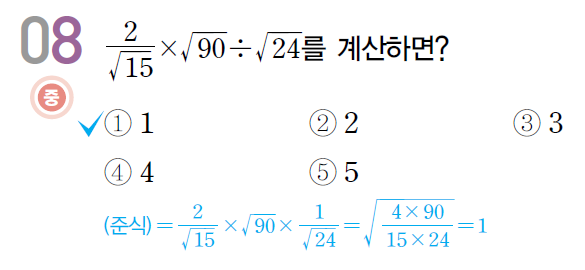 08 2/√15×√90÷√24를 계산하면?
중
✓① 1 ② 2 ③ 3
④ 4 ⑤ 5
(준식)=2/√15×√90×1/√24=√(4×90/15×24)=1